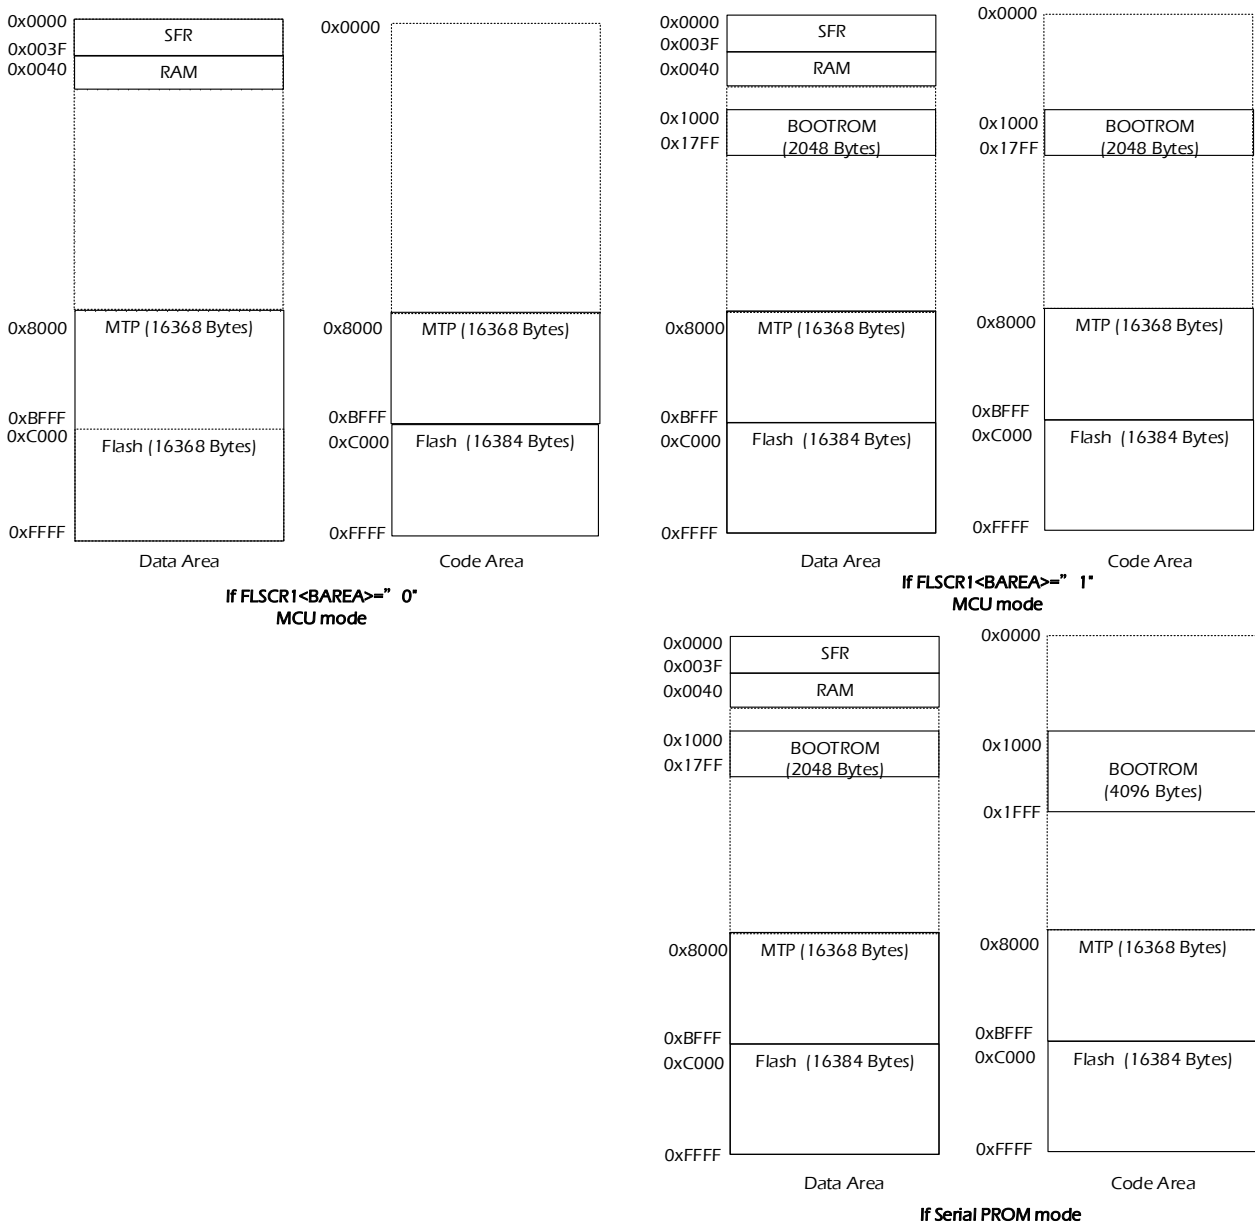 0x0000
SFR
0x003F
0x0040
RAM
0x8000
MTP (16368 Bytes)
0xBFFF
0xC000
Flash (16368 Bytes)
0xFFFF
Data Area
0x0000
0x8000
MTP (16368 Bytes)
0xBFFF
0xC000
Flash (16384 Bytes)
0xFFFF
Code Area
If FLSCR1<BAREA>=” 0"
MCU mode
0x0000
SFR
0x003F
0x0040
RAM
0x1000
BOOTROM
0x17FF
(2048 Bytes)
0x8000
MTP (16368 Bytes)
0xBFFF
0xC000
Flash (16384 Bytes)
0xFFFF
Data Area
0x0000
0x1000
BOOTROM
0x17FF
(2048 Bytes)
0x8000
MTP (16368 Bytes)
0xBFFF
0xC000
Flash (16384 Bytes)
0xFFFF
Code Area
If FLSCR1<BAREA>=” 1"
MCU mode
0x0000
SFR
0x003F
0x0040
RAM
0x1000
BOOTROM
0x17FF
(2048 Bytes)
0x8000
MTP (16368 Bytes)
0xBFFF
0xC000
Flash (16384 Bytes)
0xFFFF
Data Area
0x0000
0x1000
BOOTROM
(4096 Bytes)
0x1FFF
0x8000
MTP (16368 Bytes)
0xBFFF
0xC000
Flash (16384 Bytes)
0xFFFF
Code Area
If Serial PROM mode